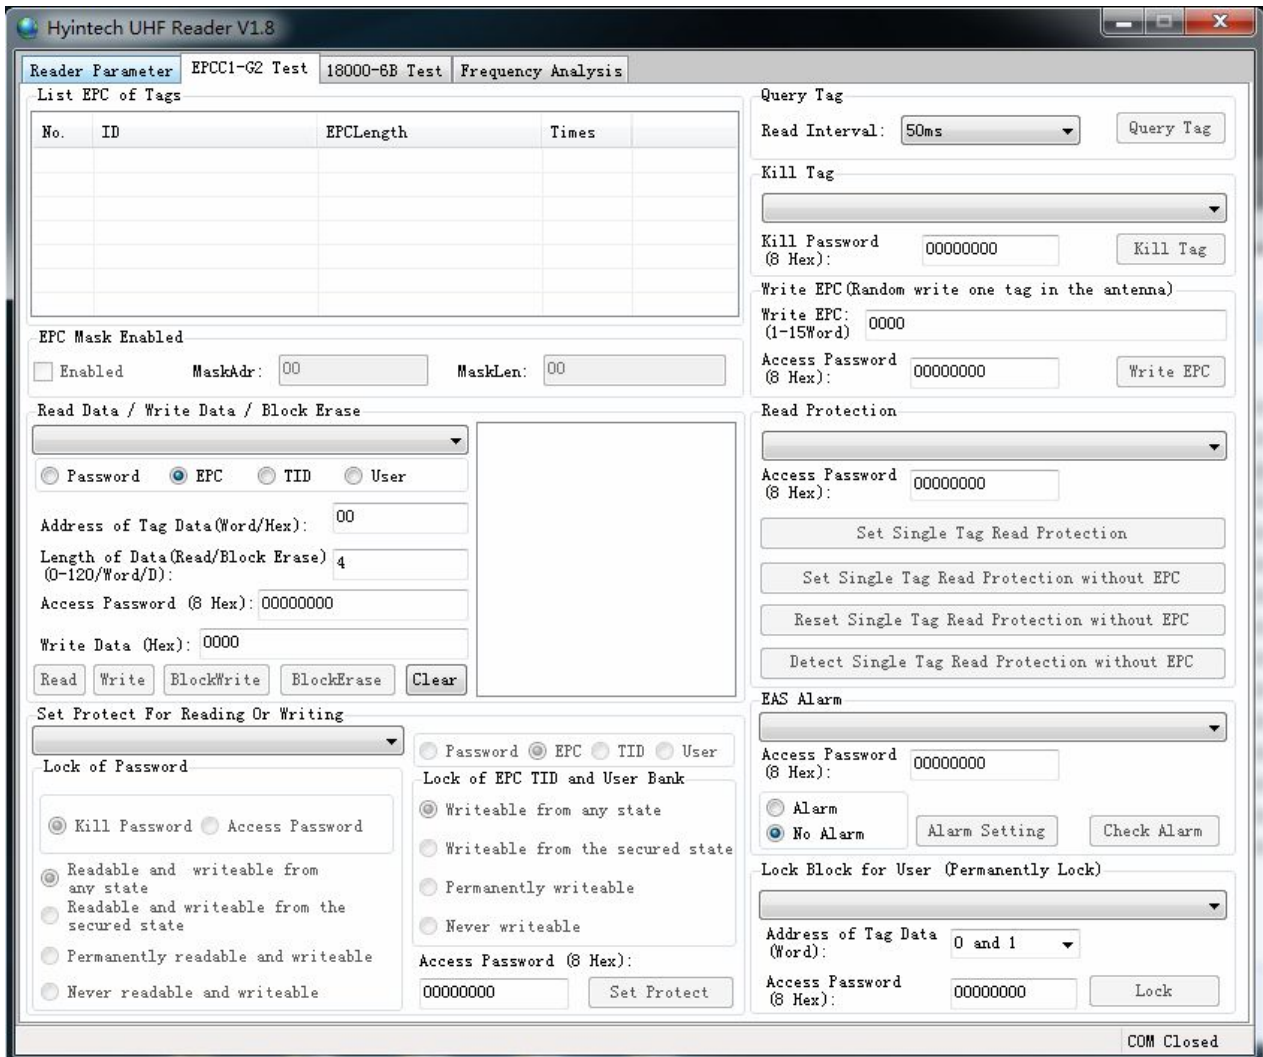 Hyintech UHF Reader V1.8
Reader Parameter EPCC1-G2 Test 18000-6B Test Frequency Analysis
List EPC of Tags
No. ID EPCLength Times
EPC Mask Enabled
Enabled MaskAdr: 00 MaskLen: 00
Read Data / Write Data / Block Erase
Password EPC TID User
Address of Tag Data(Word/Hex): 00
Length of Data(Read/Block Erase)
(0-120/Word/D): 4
Access Password (8 Hex): 00000000
Write Data (Hex): 0000
Read Write BlockWrite BlockErase Clear
Set Protect For Reading Or Writing
Lock of Password
Kill Password Access Password
Readable and writeable from
any state
Readable and writeable from the
secured state
Permanently readable and writeable
Never readable and writeable
Password EPC TID User
Lock of EPC TID and User Bank
Writeable from any state
Writeable from the secured state
Permanently writeable
Never writeable
Access Password (8 Hex):
00000000 Set Protect
Query Tag
Read Interval: 50ms Query Tag
Kill Tag
Kill Password
(8 Hex): 00000000 Kill Tag
Write EPC(Random write one tag in the antenna)
Write EPC:
(1-15Word) 0000
Access Password
(8 Hex): 00000000 Write EPC
Read Protection
Access Password
(8 Hex): 00000000
Set Single Tag Read Protection
Set Single Tag Read Protection without EPC
Reset Single Tag Read Protection without EPC
Detect Single Tag Read Protection without EPC
EAS Alarm
Access Password
(8 Hex): 00000000
Alarm
No Alarm Alarm Setting Check Alarm
Lock Block for User (Permanently Lock)
Address of Tag Data
(Word): 0 and 1
Access Password
(8 Hex): 00000000 Lock
COM Closed